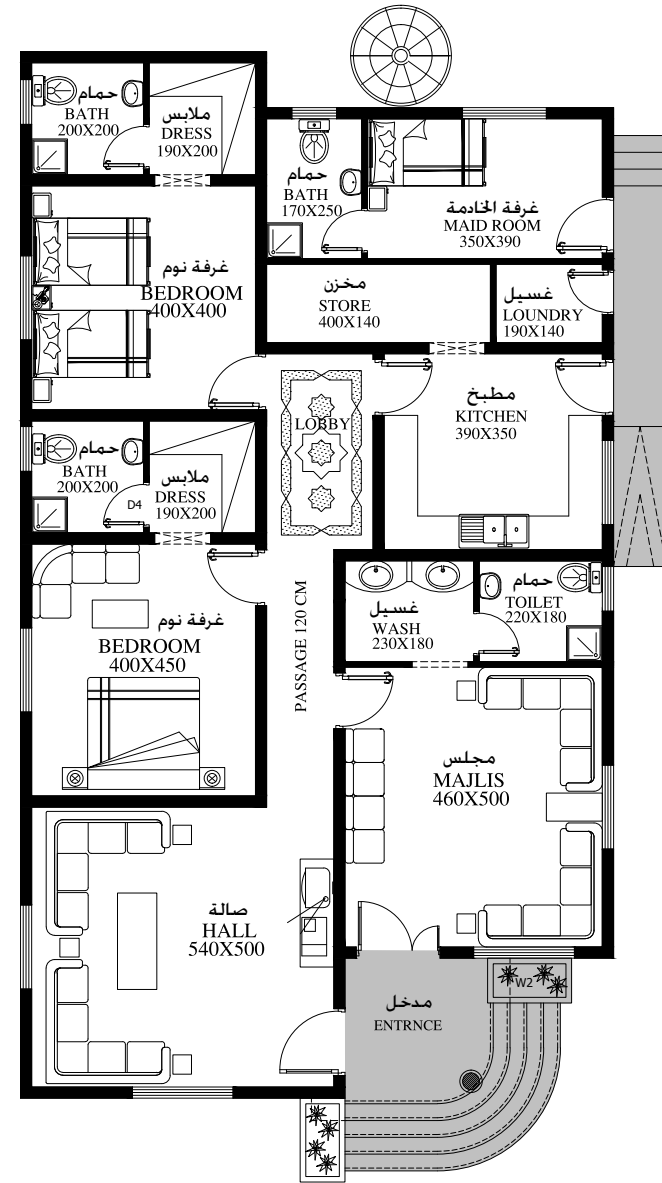 حمام
BATH
200X200
ملابس
DRESS
190X200
حمام
BATH
170X250
غرفة الخادمة
MAID ROOM
350X390
غرفة نوم
BEDROOM
400X400
مخزن
STORE
400X140
غسيل
LOUNDRY
190X140
LOBBY
مطبخ
KITCHEN
390X350
حمام
BATH
200X200
D4
ملابس
DRESS
190X200
غرفة نوم
BEDROOM
400X450
PASSAGE 120 CM
غسيل
WASH
230X180
حمام
TOILET
220X180
مجلس
MAJLIS
460X500
صالة
HALL
540X500
مدخل
ENTRNCE
W2